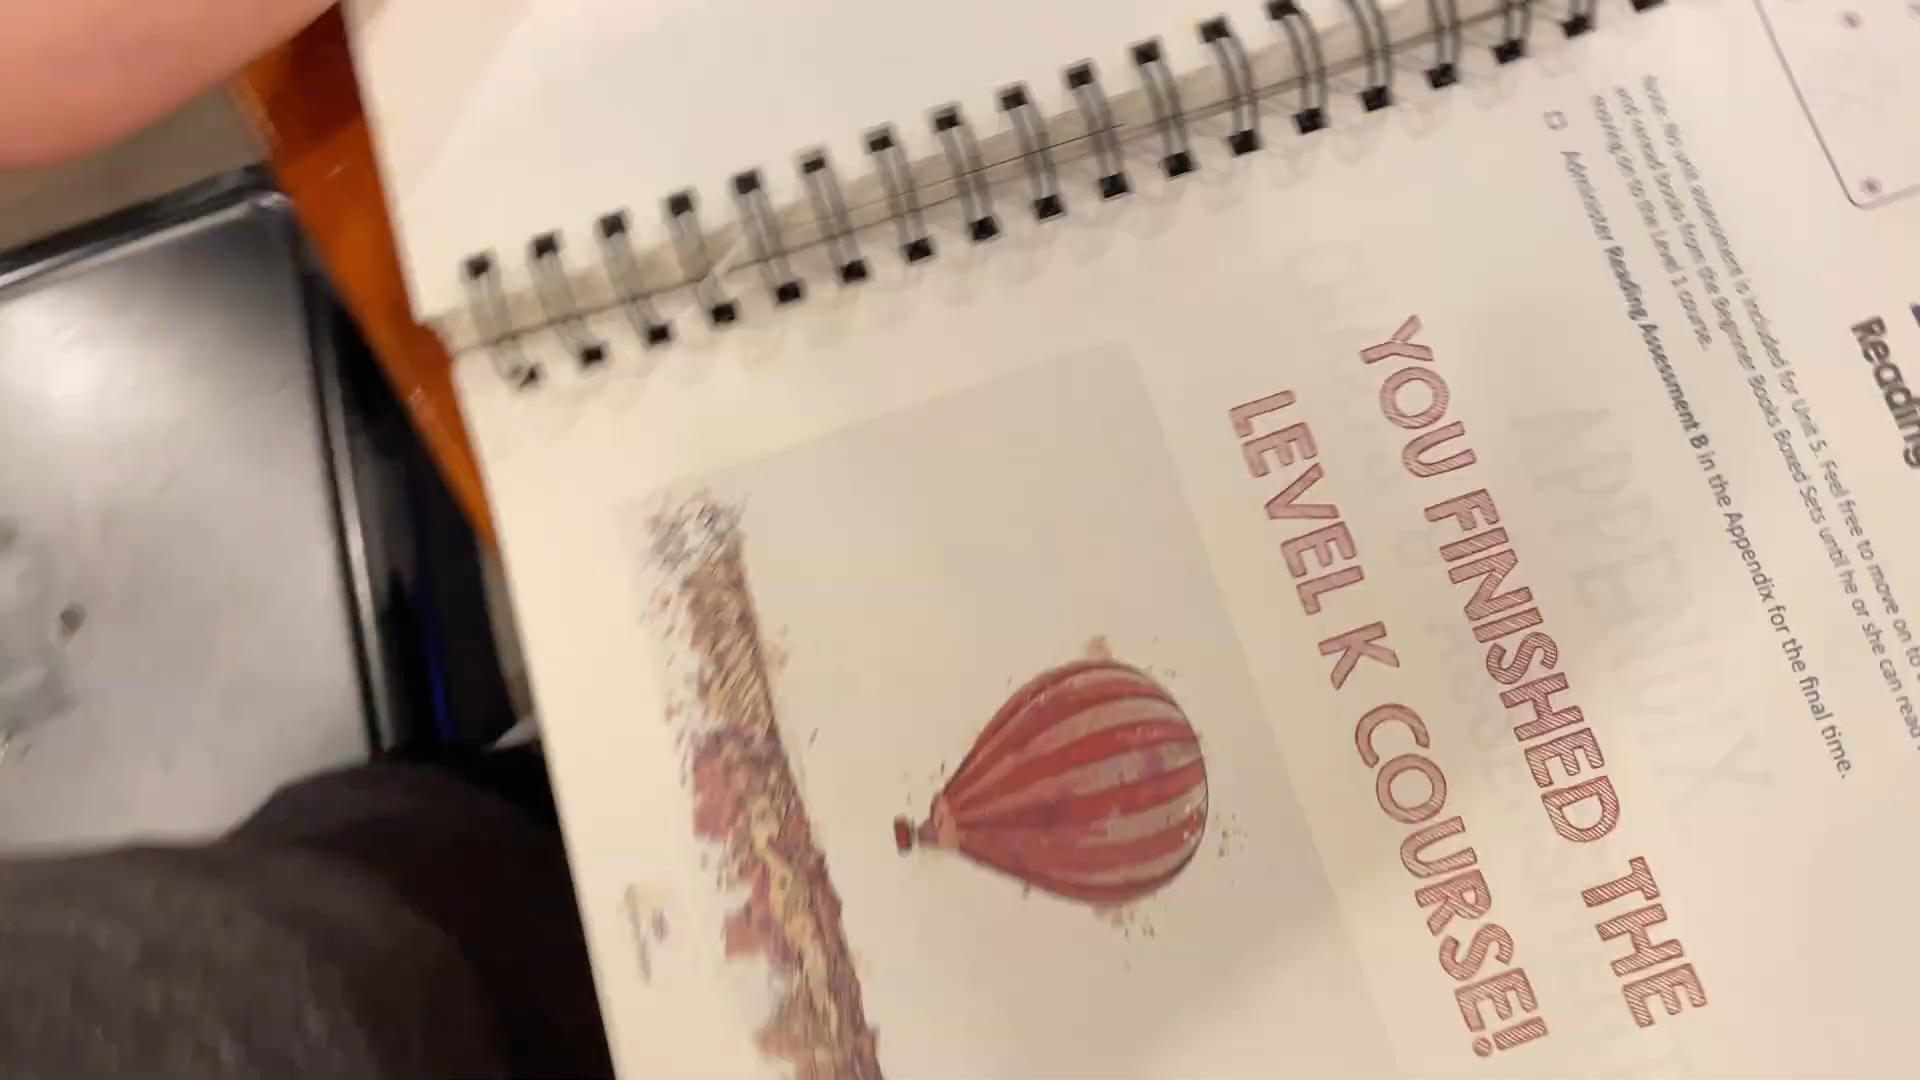 Reading
Note: No unit assessment is included for Unit 5. Feel free to move on to
and reread books from the Beginner Books Boxed Sets until he or she can read
moving on to the Level 1 course.
Administer Reading Assessment B in the Appendix for the final time.
YOU FINISHED THE
LEVEL K COURSE!
APPENDIX